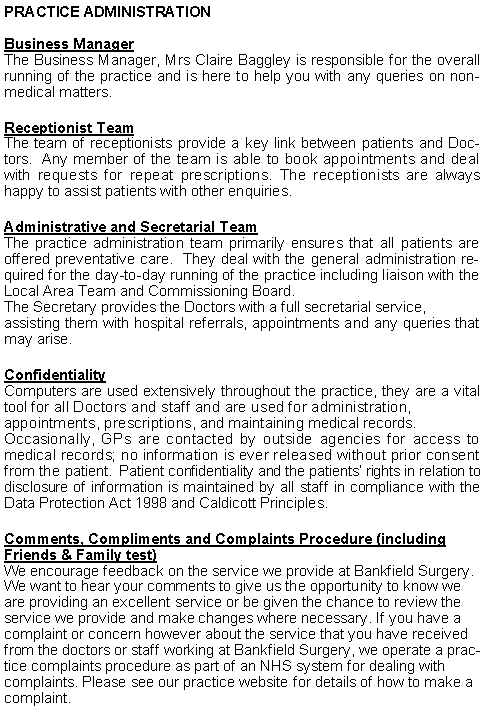 PRACTICE ADMINISTRATION
Business Manager
The Business Manager, Mrs Claire Baggley is responsible for the overall
running of the practice and is here to help you with any queries on non-
medical matters.
Receptionist Team
The team of receptionists provide a key link between patients and Doc-
tors.  Any member of the team is able to book appointments and deal
with requests for repeat prescriptions. The receptionists are always
happy to assist patients with other enquiries.
Administrative and Secretarial Team
The practice administration team primarily ensures that all patients are
offered preventative care.  They deal with the general administration re-
quired for the day-to-day running of the practice including liaison with the
Local Area Team and Commissioning Board.
The Secretary provides the Doctors with a full secretarial service,
assisting them with hospital referrals, appointments and any queries that
may arise.
Confidentiality
Computers are used extensively throughout the practice, they are a vital
tool for all Doctors and staff and are used for administration,
appointments, prescriptions, and maintaining medical records.
Occasionally, GPs are contacted by outside agencies for access to
medical records; no information is ever released without prior consent
from the patient.  Patient confidentiality and the patients' rights in relation to
disclosure of information is maintained by all staff in compliance with the
Data Protection Act 1998 and Caldicott Principles.
Comments, Compliments and Complaints Procedure (including
Friends & Family test)
We encourage feedback on the service we provide at Bankfield Surgery.
We want to hear your comments to give us the opportunity to know we
are providing an excellent service or be given the chance to review the
service we provide and make changes where necessary. If you have a
complaint or concern however about the service that you have received
from the doctors or staff working at Bankfield Surgery, we operate a prac-
tice complaints procedure as part of an NHS system for dealing with
complaints. Please see our practice website for details of how to make a
complaint.